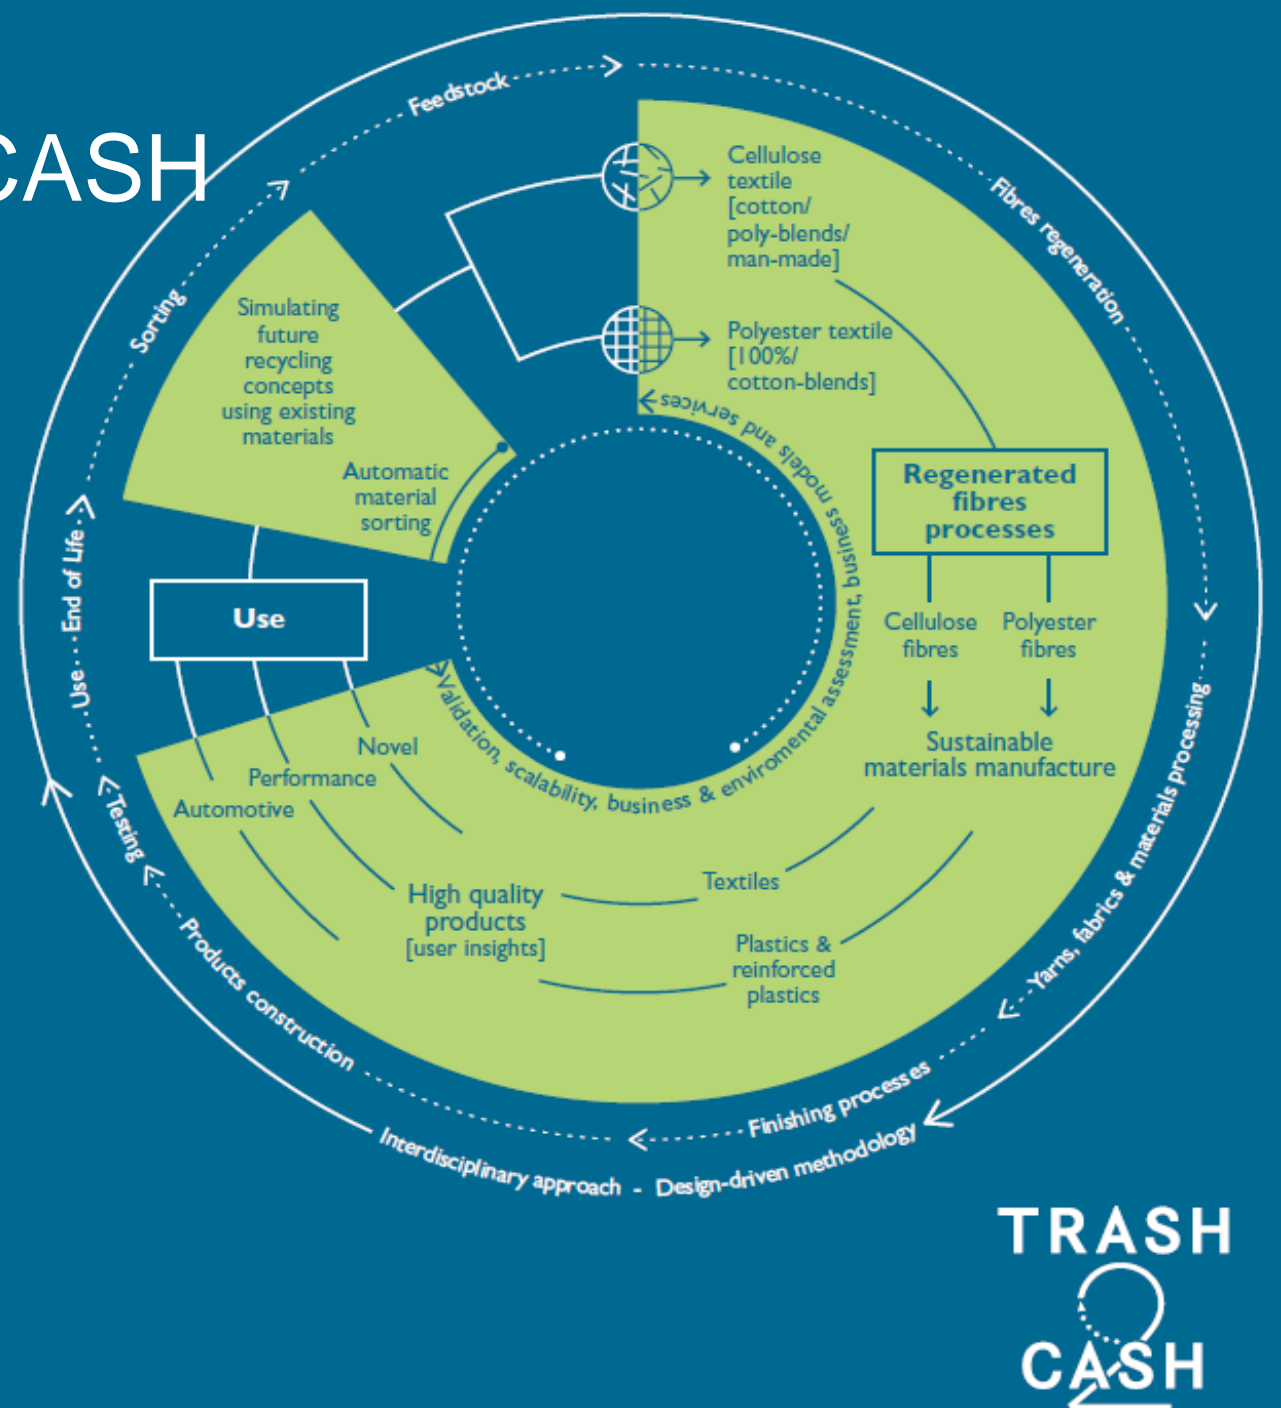 CASH
Feedstock
Fibres regeneration
Yarns, fabrics & materials processing
Finishing processes
Products construction
Testing
Use
End of Life
Sorting
Interdisciplinary approach - Design-driven methodology
Cellulose
textile
[cotton/
poly-blends/
man-made]
Polyester textile
[100%/
cotton-blends]
Regenerated
fibres
processes
Cellulose
fibres
Polyester
fibres
Sustainable
materials manufacture
Textiles
Plastics &
reinforced
plastics
High quality
products
[user insights]
Novel
Performance
Automotive
Use
Simulating
future
recycling
concepts
using existing
materials
Automatic
material
sorting
Validation, scalability, business & enviromental assessment, business models and services
TRASH
2
CASH